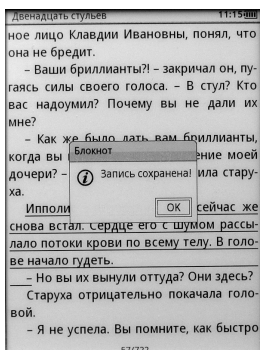 Двенадцать стульев 11:15
ное лицо Клавдии Ивановны, понял, что
она не бредит.
– Ваши бриллианты?! – закричал он, пу-
гаясь силы своего голоса. – В стул? Кто
вас надоумил? Почему вы не дали их
мне?
– Как же было дать вам бриллианты,
когда вы ение моей
Блокнот
дочери? – ила стару-
Запись сохранена!
ха.
OK
Ипполи сейчас же
снова встал. Сердце его с шумом рассы-
лало потоки крови по всему телу. В голо-
ве начало гудеть.
– Но вы их вынули оттуда? Они здесь?
Старуха отрицательно покачала голо-
вой.
– Я не успела. Вы помните, как быстро
57/722